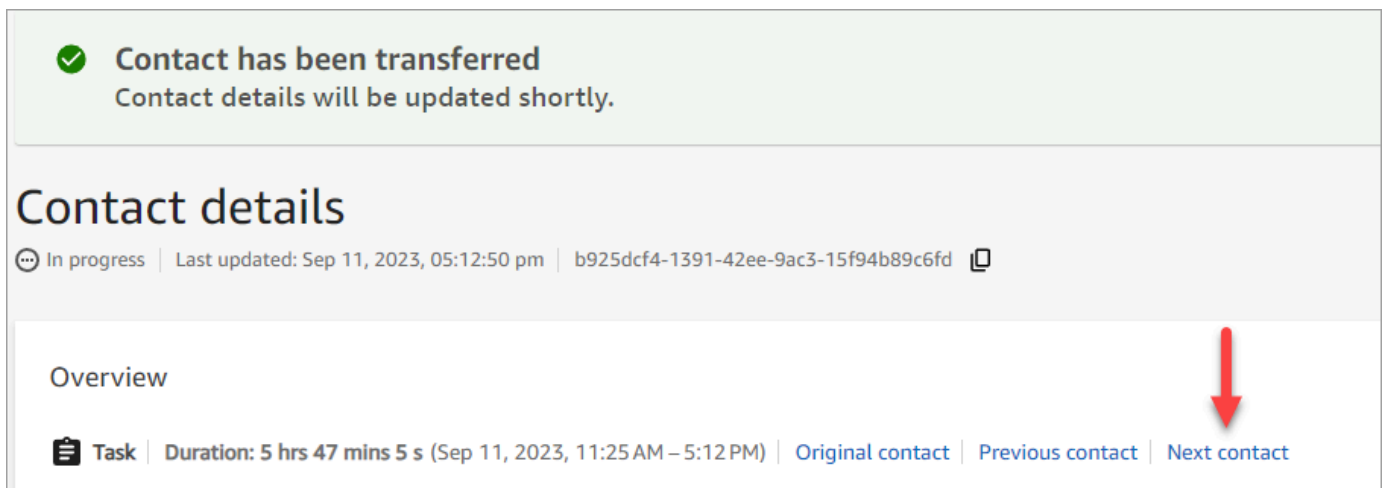 Contact has been transferred
Contact details will be updated shortly.
Contact details
In progress Last updated: Sep 11, 2023, 05:12:50 pm b925dcf4-1391-42ee-9ac3-15f94b89c6fd
Overview
Task Duration: 5 hrs 47 mins 5 s (Sep 11, 2023, 11:25 AM – 5:12 PM) Original contact Previous contact Next contact